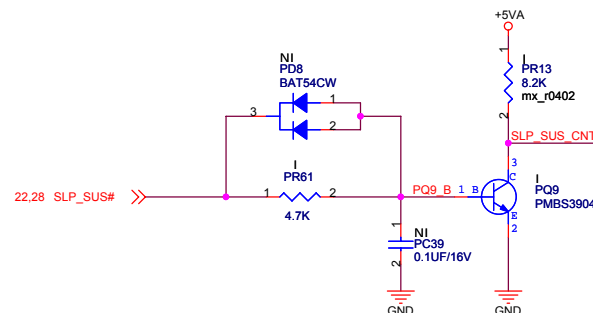 +5VA
1
I
PR13
8.2K
mx_r0402
2
SLP_SUS_CNT
NI
PD8
BAT54CW
3
1
2
I
1
PR61
2
4.7K
22,28 SLP_SUS#
PQ9_B
1
B
3
C
I
PQ9
PMBS3904
E
2
1
NI
PC39
0.1UF/16V
2
GND
GND